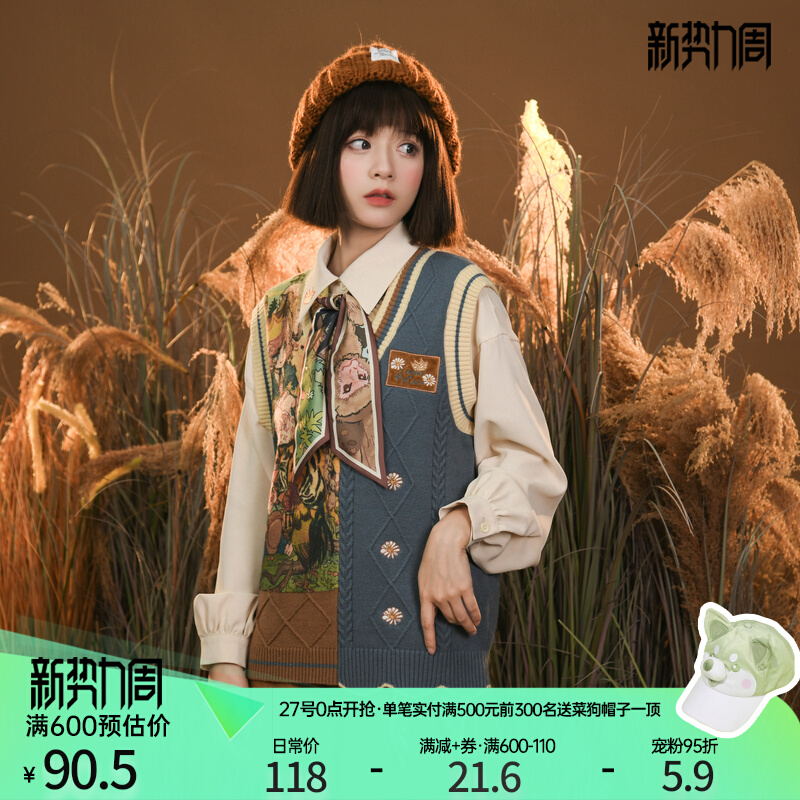 新势力周
新势力周
满600预估价
¥90.5
27号0点开抢·单笔实付满500元前300名送菜狗帽子一顶
日常价
118
-
满减+券·满600-110
21.6
-
宠粉95折
5.9